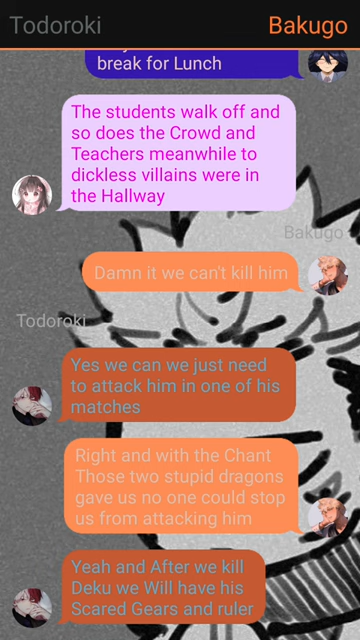 Todoroki Bakugo
break for Lunch
The students walk off and
so does the Crowd and
Teachers meanwhile to
dickless villains were in
the Hallway
Bakugo
Damn it we can't kill him
Todoroki
Yes we can we just need
to attack him in one of his
matches
Right and with the Chant
Those two stupid dragons
gave us no one could stop
us from attacking him
Yeah and After we kill
Deku we Will have his
Scared Gears and ruler